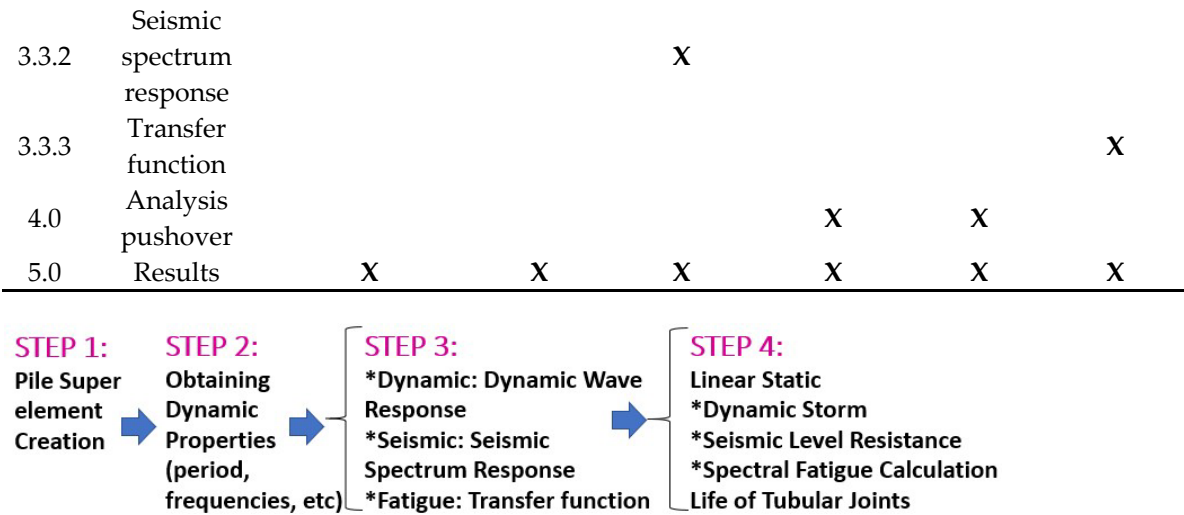 Seismic
3.3.2 spectrum X
response
Transfer
3.3.3 X
function
Analysis
4.0 X X
pushover
5.0 Results X X X X X X
STEP 1:
Pile Super
element
Creation
STEP 2:
Obtaining
Dynamic
Properties
(period,
frequencies, etc)
STEP 3:
*Dynamic: Dynamic Wave
Response
*Seismic: Seismic
Spectrum Response
*Fatigue: Transfer function
STEP 4:
Linear Static
*Dynamic Storm
*Seismic Level Resistance
*Spectral Fatigue Calculation
Life of Tubular Joints